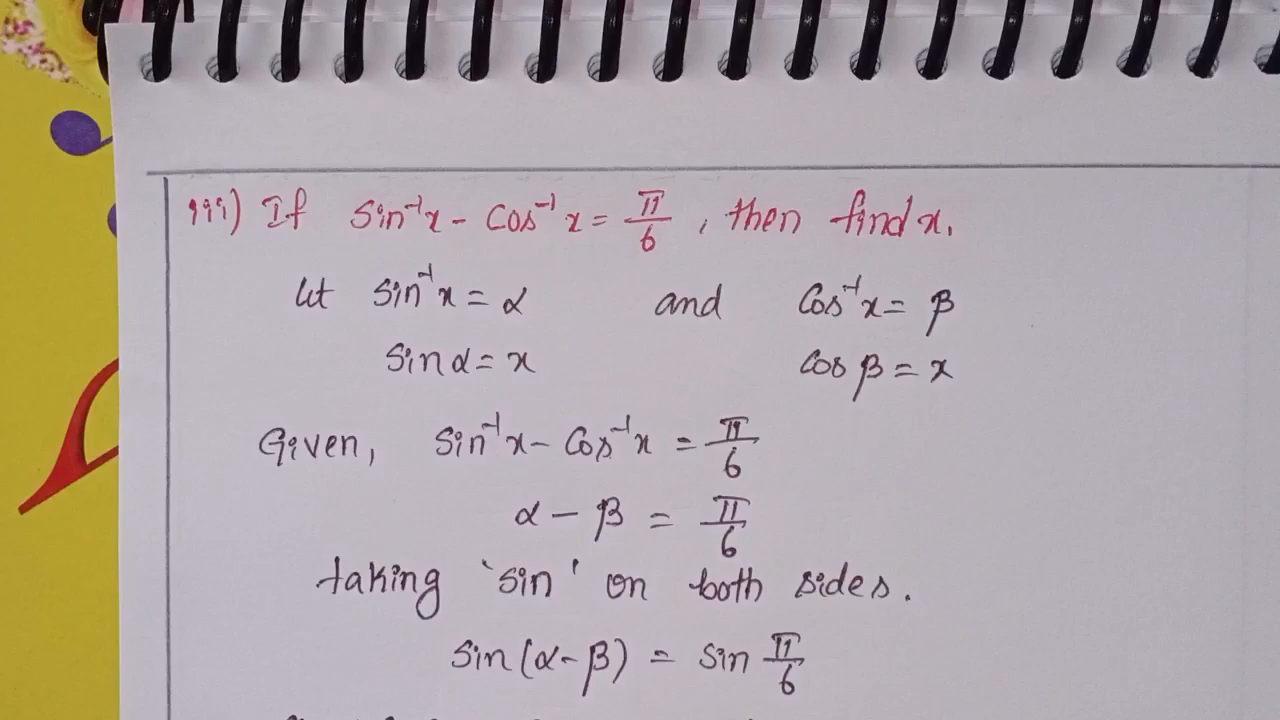 iii) If Sin⁻¹x - Cos⁻¹x = π/6, then find x.
let Sin⁻¹x = α and Cos⁻¹x = β
Sin α = x Cos β = x
Given, Sin⁻¹x - Cos⁻¹x = π/6
α - β = π/6
taking 'sin' on both sides.
Sin(α-β) = Sin π/6